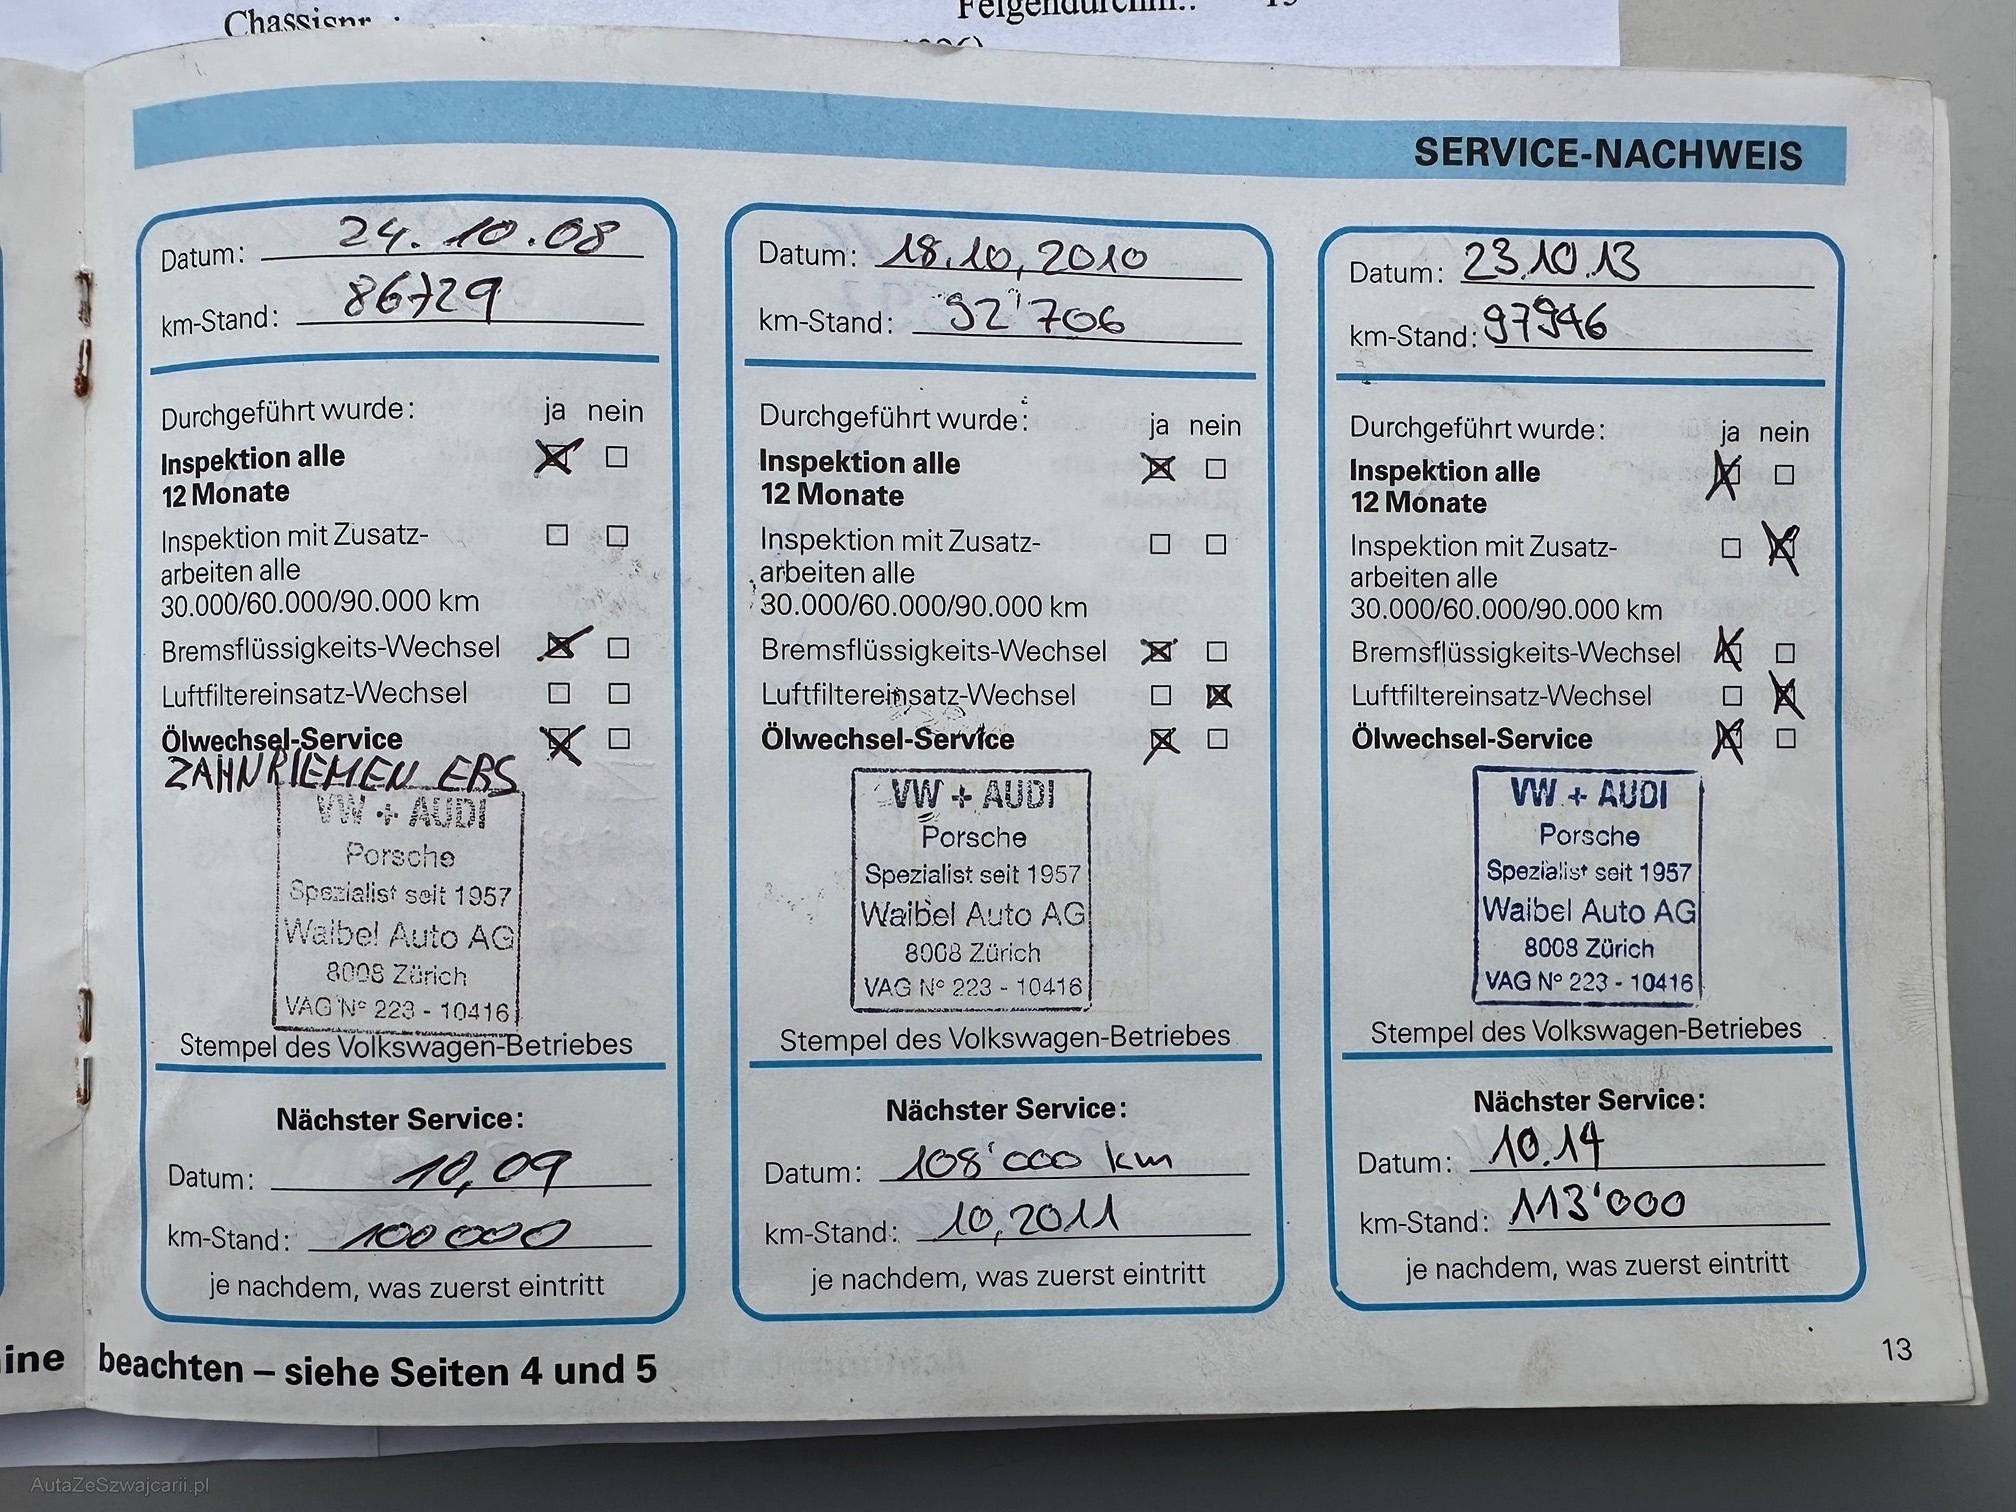 Chassisnr. :
Felgendurchm.:
SERVICE-NACHWEIS
Datum: 24.10.08
km-Stand: 86729
Durchgeführt wurde: ja nein
Inspektion alle
12 Monate
Inspektion mit Zusatz-
arbeiten alle
30.000/60.000/90.000 km
Bremsflüssigkeits-Wechsel
Luftfiltereinsatz-Wechsel
Ölwechsel-Service
ZAHNRIEMEN ERS
VW + AUDI
Porsche
Spezialist seit 1957
Waibel Auto AG
8008 Zürich
VAG N° 223 - 10416
Stempel des Volkswagen-Betriebes
Nächster Service:
Datum: 10,09
km-Stand: 100000
je nachdem, was zuerst eintritt
Datum: 18.10,2010
km-Stand: 92'706
Durchgeführt wurde: ja nein
Inspektion alle
12 Monate
Inspektion mit Zusatz-
arbeiten alle
30.000/60.000/90.000 km
Bremsflüssigkeits-Wechsel
Luftfiltereinsatz-Wechsel
Ölwechsel-Service
VW + AUDI
Porsche
Spezialist seit 1957
Waibel Auto AG
8008 Zürich
VAG N° 223 - 10416
Stempel des Volkswagen-Betriebes
Nächster Service:
Datum: 108'000 km
km-Stand: 10,2011
je nachdem, was zuerst eintritt
Datum: 23.10.13
km-Stand: 97946
Durchgeführt wurde: ja nein
Inspektion alle
12 Monate
Inspektion mit Zusatz-
arbeiten alle
30.000/60.000/90.000 km
Bremsflüssigkeits-Wechsel
Luftfiltereinsatz-Wechsel
Ölwechsel-Service
VW + AUDI
Porsche
Spezialist seit 1957
Waibel Auto AG
8008 Zürich
VAG N° 223 - 10416
Stempel des Volkswagen-Betriebes
Nächster Service:
Datum: 10.14
km-Stand: 113'000
je nachdem, was zuerst eintritt
ine beachten – siehe Seiten 4 und 5
13
AutaZeSzwajcarii.pl